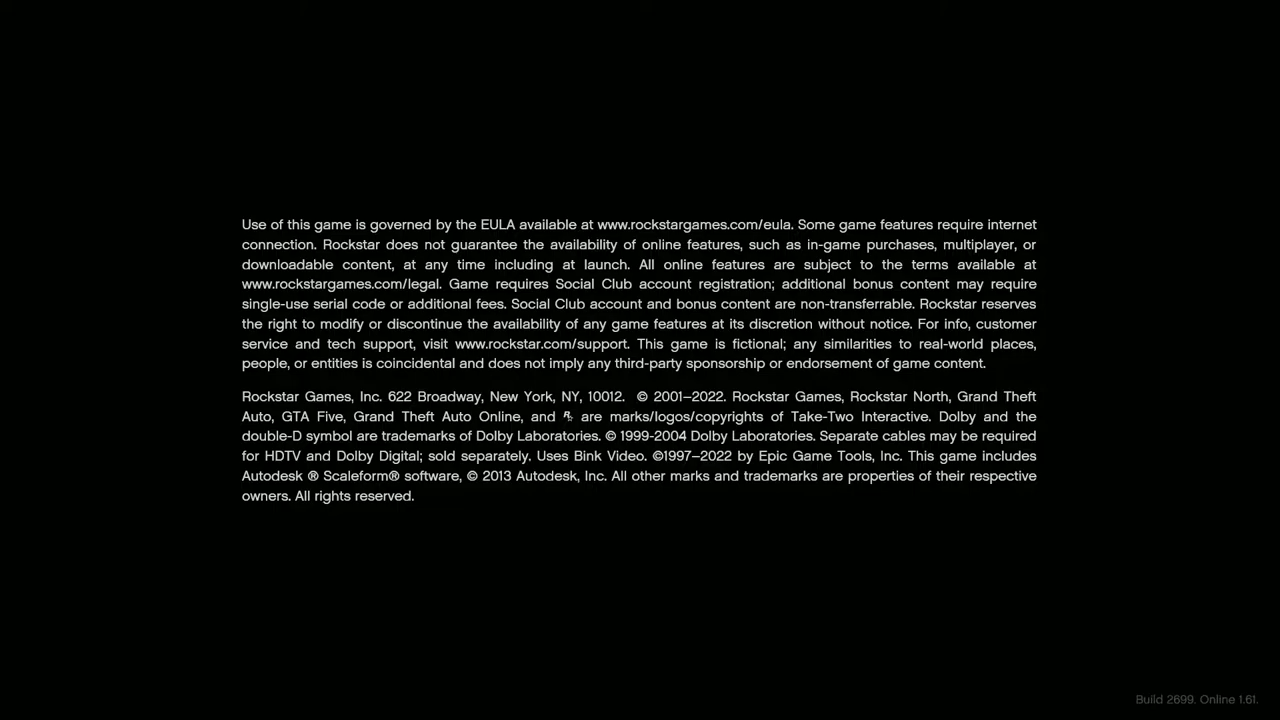 Use of this game is governed by the EULA available at www.rockstargames.com/eula. Some game features require internet
connection. Rockstar does not guarantee the availability of online features, such as in-game purchases, multiplayer, or
downloadable content, at any time including at launch. All online features are subject to the terms available at
www.rockstargames.com/legal. Game requires Social Club account registration; additional bonus content may require
single-use serial code or additional fees. Social Club account and bonus content are non-transferrable. Rockstar reserves
the right to modify or discontinue the availability of any game features at its discretion without notice. For info, customer
service and tech support, visit www.rockstar.com/support. This game is fictional; any similarities to real-world places,
people, or entities is coincidental and does not imply any third-party sponsorship or endorsement of game content.
Rockstar Games, Inc. 622 Broadway, New York, NY, 10012. © 2001–2022. Rockstar Games, Rockstar North, Grand Theft
Auto, GTA Five, Grand Theft Auto Online, and R* are marks/logos/copyrights of Take-Two Interactive. Dolby and the
double-D symbol are trademarks of Dolby Laboratories. © 1999-2004 Dolby Laboratories. Separate cables may be required
for HDTV and Dolby Digital; sold separately. Uses Bink Video. ©1997–2022 by Epic Game Tools, Inc. This game includes
Autodesk ® Scaleform® software, © 2013 Autodesk, Inc. All other marks and trademarks are properties of their respective
owners. All rights reserved.
Build 2699. Online 1.61.